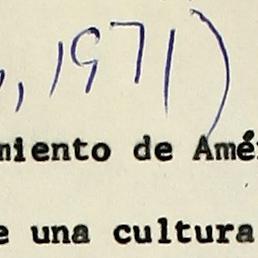 , 1971)
miento de Amé
e una cultura